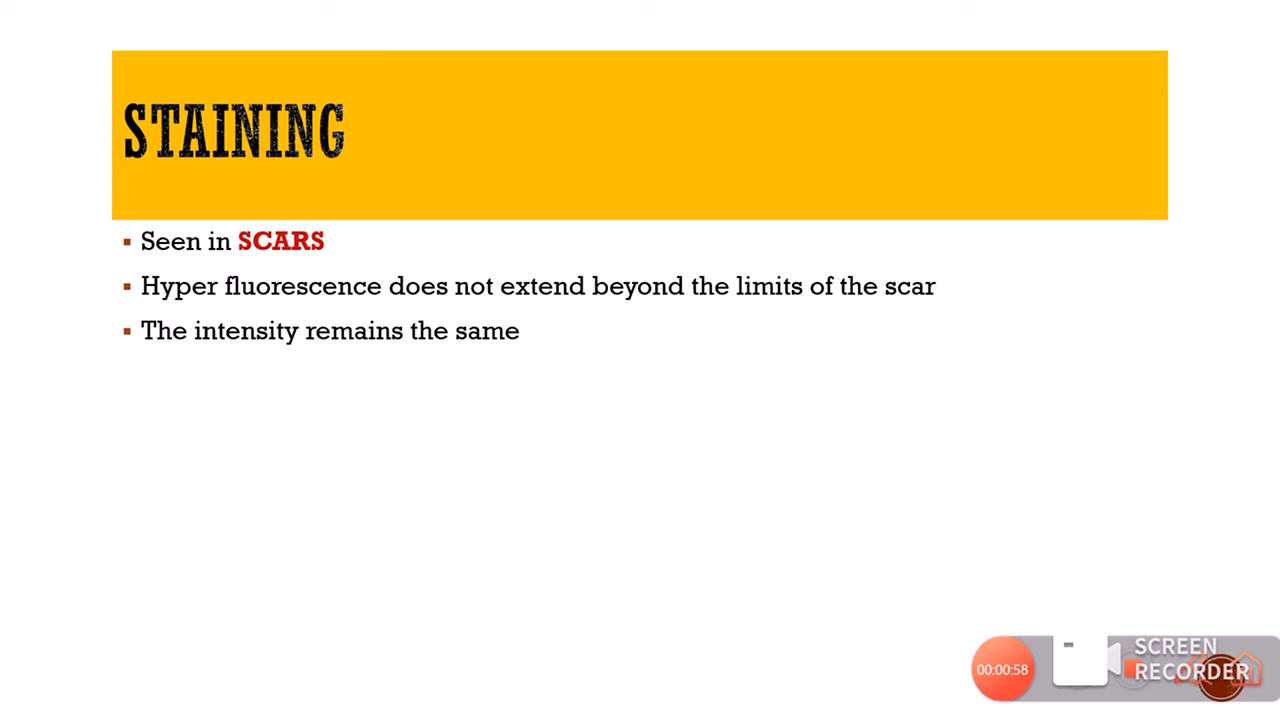 STAINING
Seen in SCARS
Hyper fluorescence does not extend beyond the limits of the scar
The intensity remains the same
00:00:58
SCREEN
RECORDER